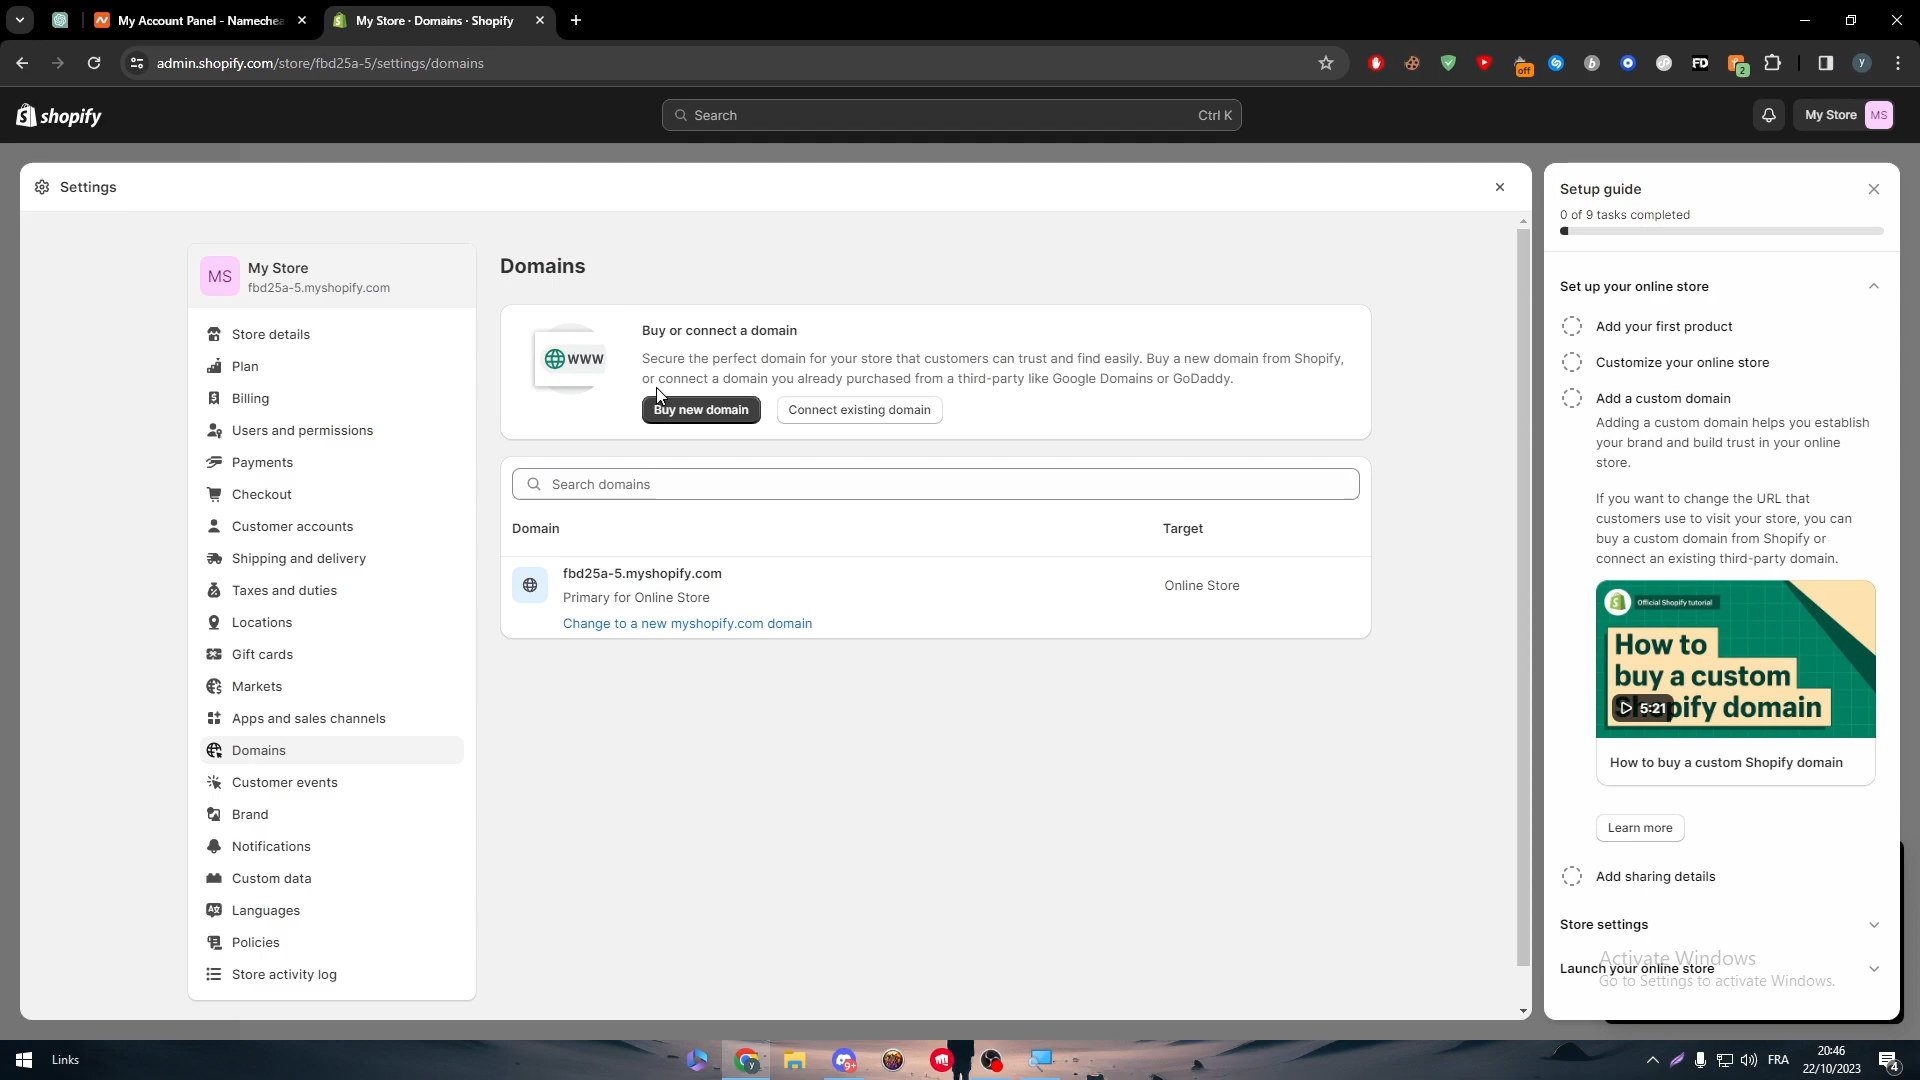 My Account Panel - Namechea
My Store · Domains · Shopify
admin.shopify.com/store/fbd25a-5/settings/domains
off
b
FD
2
y
shopify
Search
Ctrl K
My Store
MS
Settings
MS
My Store
fbd25a-5.myshopify.com
Store details
Plan
Billing
Users and permissions
Payments
Checkout
Customer accounts
Shipping and delivery
Taxes and duties
Locations
Gift cards
Markets
Apps and sales channels
Domains
Customer events
Brand
Notifications
Custom data
Languages
Policies
Store activity log
Domains
www
Buy or connect a domain
Secure the perfect domain for your store that customers can trust and find easily. Buy a new domain from Shopify,
or connect a domain you already purchased from a third-party like Google Domains or GoDaddy.
Buy new domain
Connect existing domain
Search domains
Domain
Target
fbd25a-5.myshopify.com
Primary for Online Store
Change to a new myshopify.com domain
Online Store
Setup guide
0 of 9 tasks completed
Set up your online store
Add your first product
Customize your online store
Add a custom domain
Adding a custom domain helps you establish
your brand and build trust in your online
store.
If you want to change the URL that
customers use to visit your store, you can
buy a custom domain from Shopify or
connect an existing third-party domain.
Official Shopify tutorial
How to
buy a custom
Shopify domain
5:21
How to buy a custom Shopify domain
Learn more
Add sharing details
Store settings
Launch your online store
Activate Windows
Go to Settings to activate Windows.
Links
y
9+
FRA
20:46
22/10/2023
4